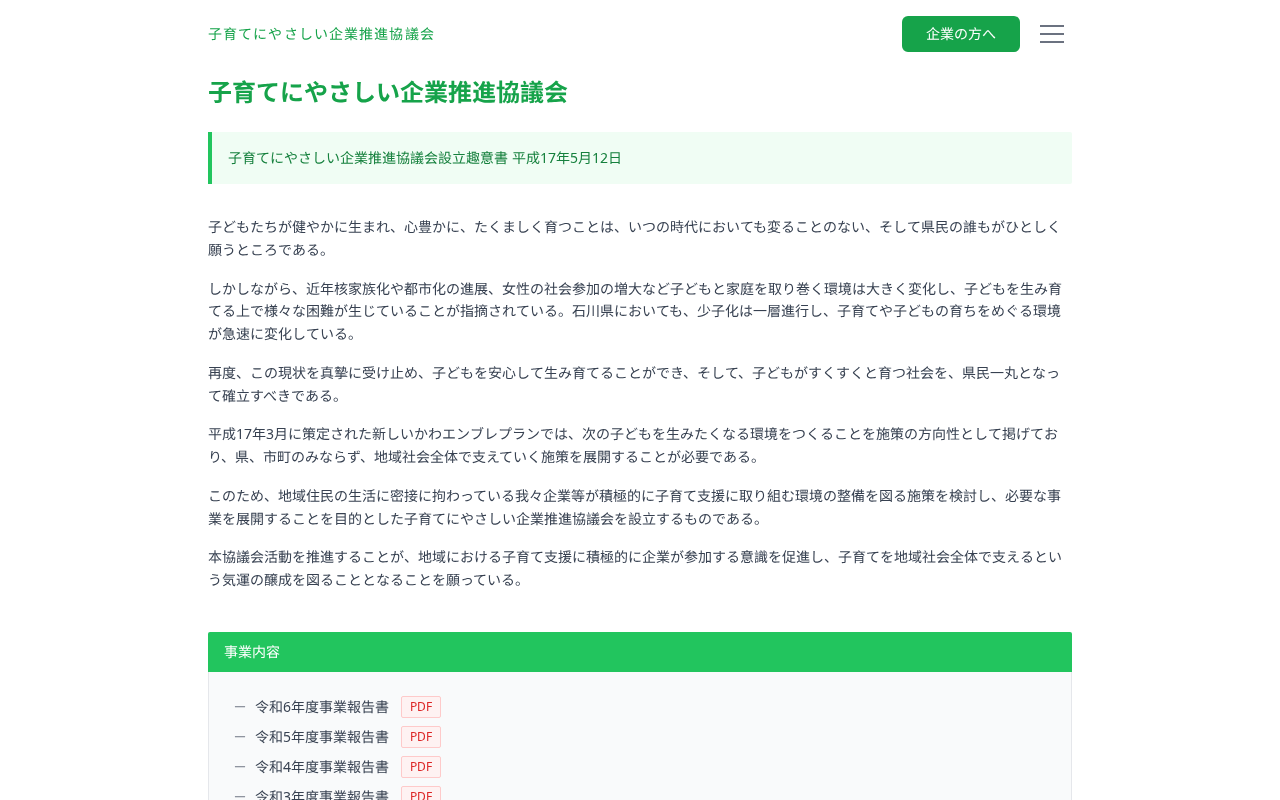 子育てにやさしい企業推進協議会
企業の方へ
子育てにやさしい企業推進協議会
子育てにやさしい企業推進協議会設立趣意書 平成17年5月12日
子どもたちが健やかに生まれ、心豊かに、たくましく育つことは、いつの時代においても変ることのない、そして県民の誰もがひとしく
願うところである。
しかしながら、近年核家族化や都市化の進展、女性の社会参加の増大など子どもと家庭を取り巻く環境は大きく変化し、子どもを生み育
てる上で様々な困難が生じていることが指摘されている。石川県においても、少子化は一層進行し、子育てや子どもの育ちをめぐる環境
が急速に変化している。
再度、この現状を真摯に受け止め、子どもを安心して生み育てることができ、そして、子どもがすくすくと育つ社会を、県民一丸となっ
て確立すべきである。
平成17年3月に策定された新しいかわエンブレプランでは、次の子どもを生みたくなる環境をつくることを施策の方向性として掲げてお
り、県、市町のみならず、地域社会全体で支えていく施策を展開することが必要である。
このため、地域住民の生活に密接に拘わっている我々企業等が積極的に子育て支援に取り組む環境の整備を図る施策を検討し、必要な事
業を展開することを目的とした子育てにやさしい企業推進協議会を設立するものである。
本協議会活動を推進することが、地域における子育て支援に積極的に企業が参加する意識を促進し、子育てを地域社会全体で支えるとい
う気運の醸成を図ることとなることを願っている。
事業内容
ー 令和6年度事業報告書 PDF
ー 令和5年度事業報告書 PDF
ー 令和4年度事業報告書 PDF
ー 令和3年度事業報告書 PDF